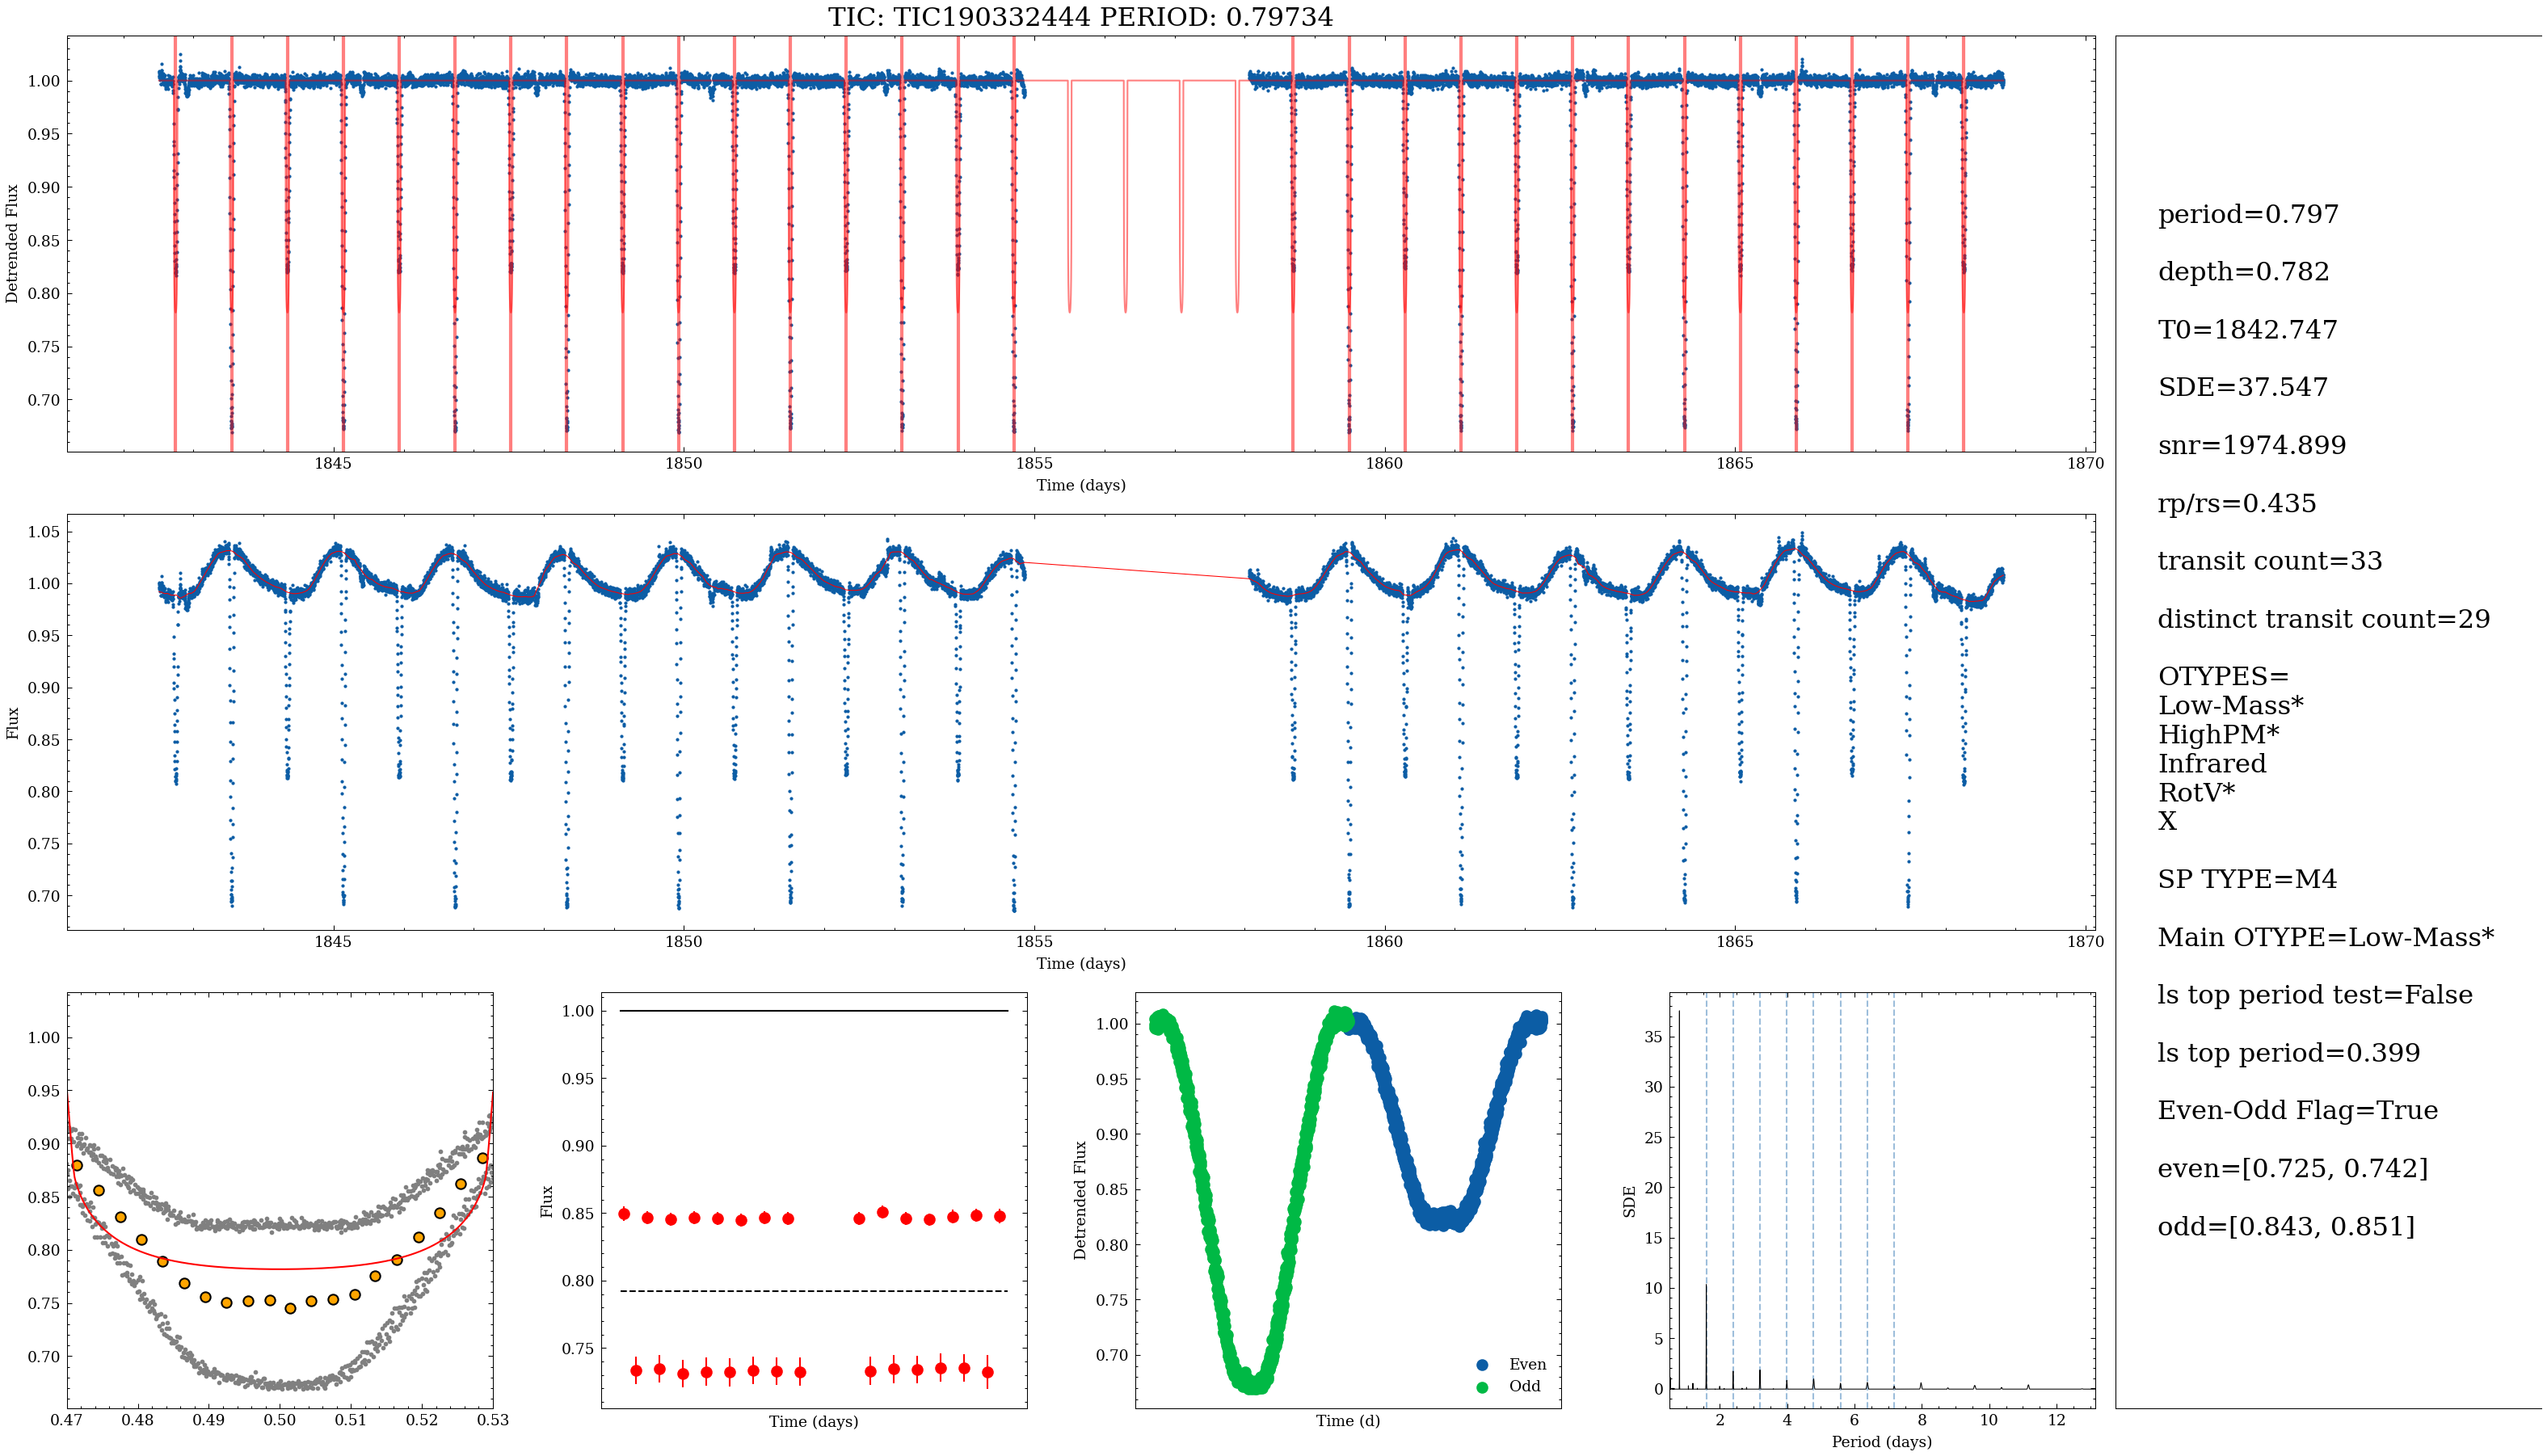 TIC: TIC190332444 PERIOD: 0.79734
1.00
0.95
0.90
0.85
0.80
0.75
0.70
Detrended Flux
1845
1850
1855
1860
1865
1870
Time (days)
1.05
1.00
0.95
0.90
0.85
0.80
0.75
0.70
Flux
1845
1850
1855
1860
1865
1870
Time (days)
1.00
0.95
0.90
0.85
0.80
0.75
0.70
0.47
0.48
0.49
0.50
0.51
0.52
0.53
1.00
0.95
0.90
0.85
0.80
0.75
Flux
Time (days)
1.00
0.95
0.90
0.85
0.80
0.75
0.70
Detrended Flux
Even
Odd
Time (d)
35
30
25
20
15
10
5
0
SDE
2
4
6
8
10
12
Period (days)
period=0.797
depth=0.782
T0=1842.747
SDE=37.547
snr=1974.899
rp/rs=0.435
transit count=33
distinct transit count=29
OTYPES=
Low-Mass*
HighPM*
Infrared
RotV*
X
SP TYPE=M4
Main OTYPE=Low-Mass*
ls top period test=False
ls top period=0.399
Even-Odd Flag=True
even=[0.725, 0.742]
odd=[0.843, 0.851]